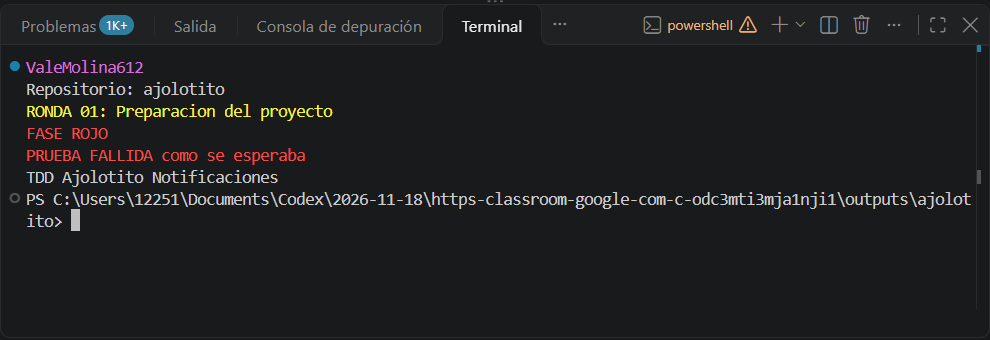 Problemas 1K+ Salida Consola de depuración Terminal ··· powershell ···
ValeMolina612
Repositorio: ajolotito
RONDA 01: Preparacion del proyecto
FASE ROJO
PRUEBA FALLIDA como se esperaba
TDD Ajolotito Notificaciones
PS C:\Users\12251\Documents\Codex\2026-11-18\https-classroom-google-com-c-odc3mti3mja1nji1\outputs\ajolot
ito>